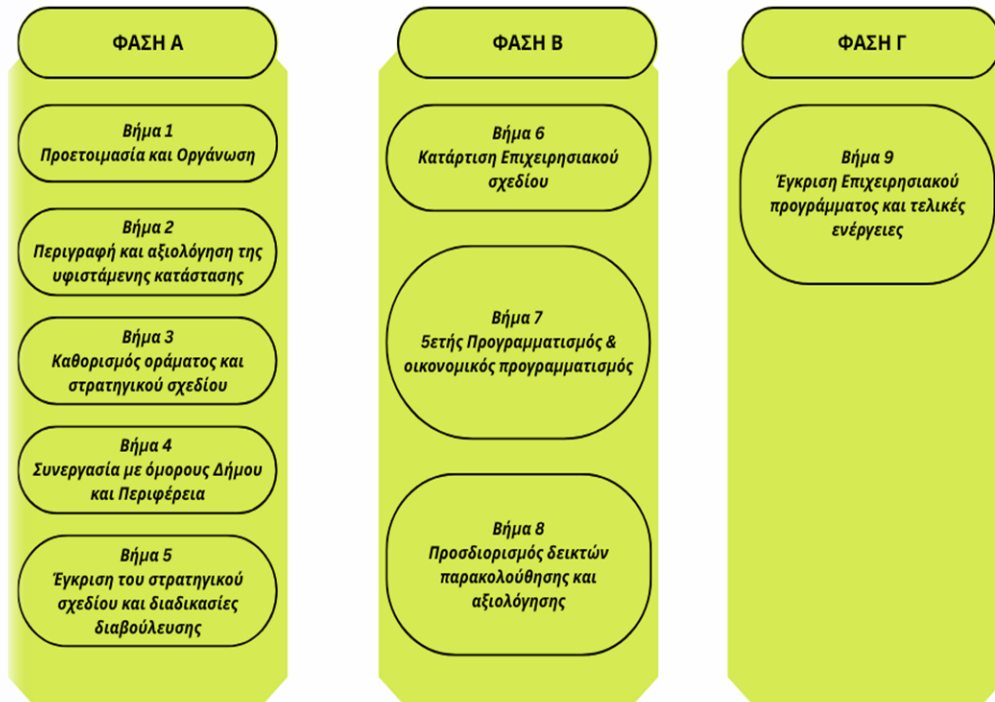 ΦΑΣΗ Α
Βήμα 1
Προετοιμασία και Οργάνωση
Βήμα 2
Περιγραφή και αξιολόγηση της
υφιστάμενης κατάστασης
Βήμα 3
Καθορισμός οράματος και
στρατηγικού σχεδίου
Βήμα 4
Συνεργασία με όμορους Δήμου
και Περιφέρεια
Βήμα 5
Έγκριση του στρατηγικού
σχεδίου και διαδικασίες
διαβούλευσης
ΦΑΣΗ Β
Βήμα 6
Κατάρτιση Επιχειρησιακού
σχεδίου
Βήμα 7
5ετής Προγραμματισμός &
οικονομικός προγραμματισμός
Βήμα 8
Προσδιορισμός δεικτών
παρακολούθησης και
αξιολόγησης
ΦΑΣΗ Γ
Βήμα 9
Έγκριση Επιχειρησιακού
προγράμματος και τελικές
ενέργειες